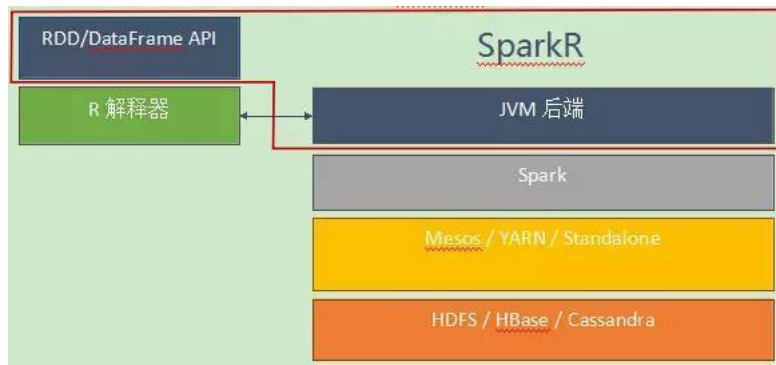 RDD/DataFrame API
SparkR
R 解释器
JVM 后端
Spark
Mesos / YARN / Standalone
HDFS / HBase / Cassandra